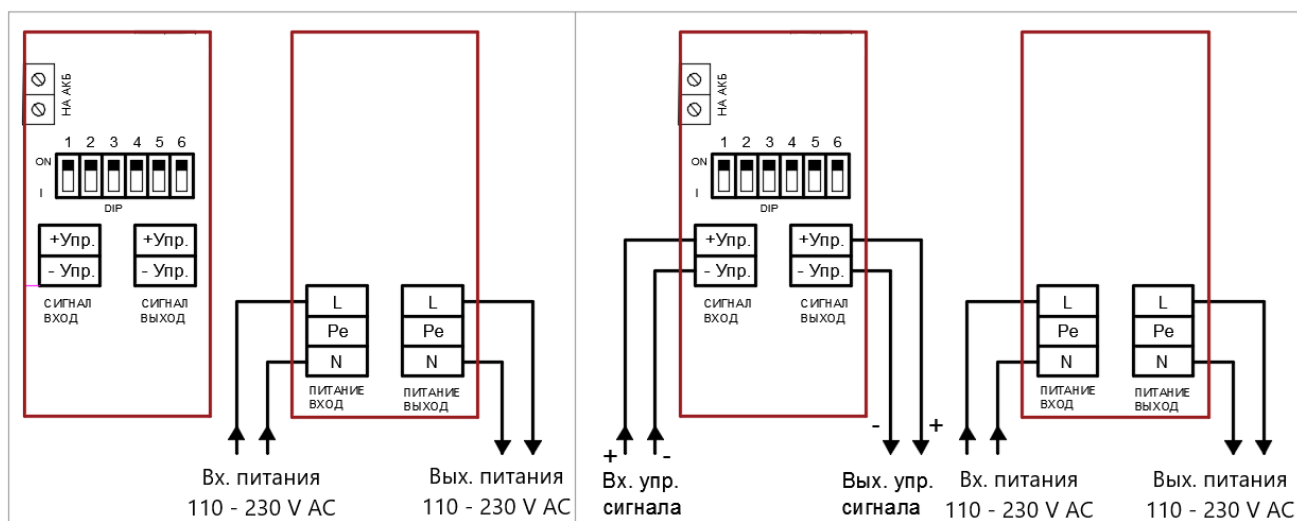 НА АКБ
1 2 3 4 5 6
ON
I
DIP
+Упр. +Упр.
- Упр. - Упр.
СИГНАЛ ВХОД
СИГНАЛ ВЫХОД
L L
Pe Pe
N N
ПИТАНИЕ ВХОД
ПИТАНИЕ ВЫХОД
Вх. питания
110 - 230 V AC
Вых. питания
110 - 230 V AC
НА АКБ
1 2 3 4 5 6
ON
I
DIP
+Упр. +Упр.
- Упр. - Упр.
СИГНАЛ ВХОД
СИГНАЛ ВЫХОД
L L
Pe Pe
N N
ПИТАНИЕ ВХОД
ПИТАНИЕ ВЫХОД
+ -
- +
Вх. упр.
сигнала
Вых. упр.
сигнала
Вх. питания
110 - 230 V AC
Вых. питания
110 - 230 V AC